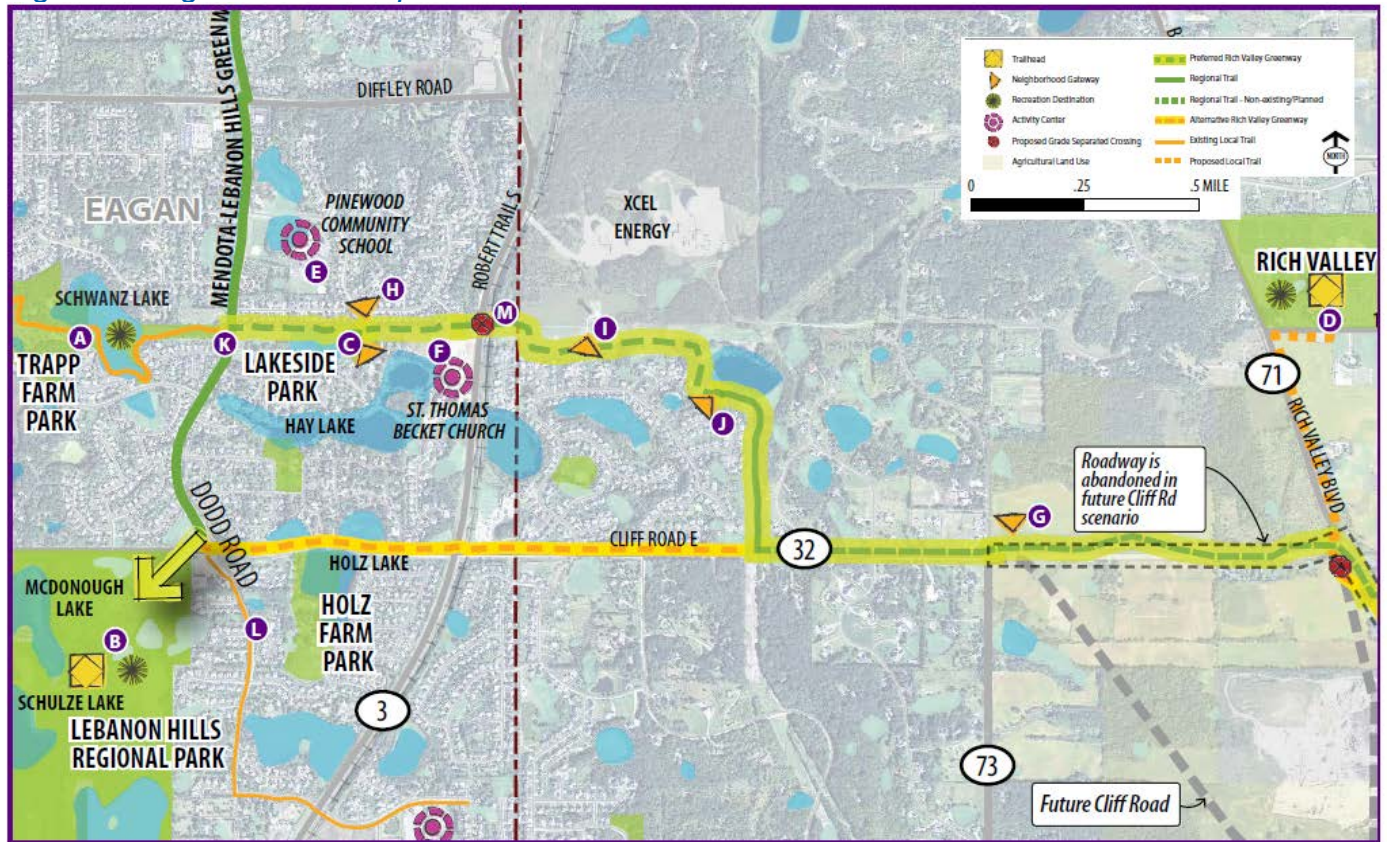 MENDOTA-LEBANON HILLS GREENW
DIFFLEY ROAD
B
Trailhead
Neighborhood Gateway
Recreation Destination
Activity Center
Proposed Grade Separated Crossing
Agricultural Land Use
Preferred Rich Valley Greenway
Regional Trail
Regional Trail - Non-existing/Planned
Alternative Rich Valley Greenway
Existing Local Trail
Proposed Local Trail
NORTH
0 .25 .5 MILE
EAGAN
PINEWOOD
COMMUNITY
SCHOOL
E
ROBERT TRAIL S
XCEL
ENERGY
RICH VALLEY
D
SCHWANZ LAKE
H
M
A
K
C
F
I
TRAPP
FARM
PARK
LAKESIDE
PARK
71
HAY LAKE
ST. THOMAS
BECKET CHURCH
J
RICH VALLEY BLVD
Roadway is
abandoned in
future Cliff Rd
scenario
DODD ROAD
G
CLIFF ROAD E
32
HOLZ LAKE
MCDONOUGH
LAKE
HOLZ
FARM
PARK
L
B
SCHULZE LAKE
3
LEBANON HILLS
REGIONAL PARK
73
Future Cliff Road